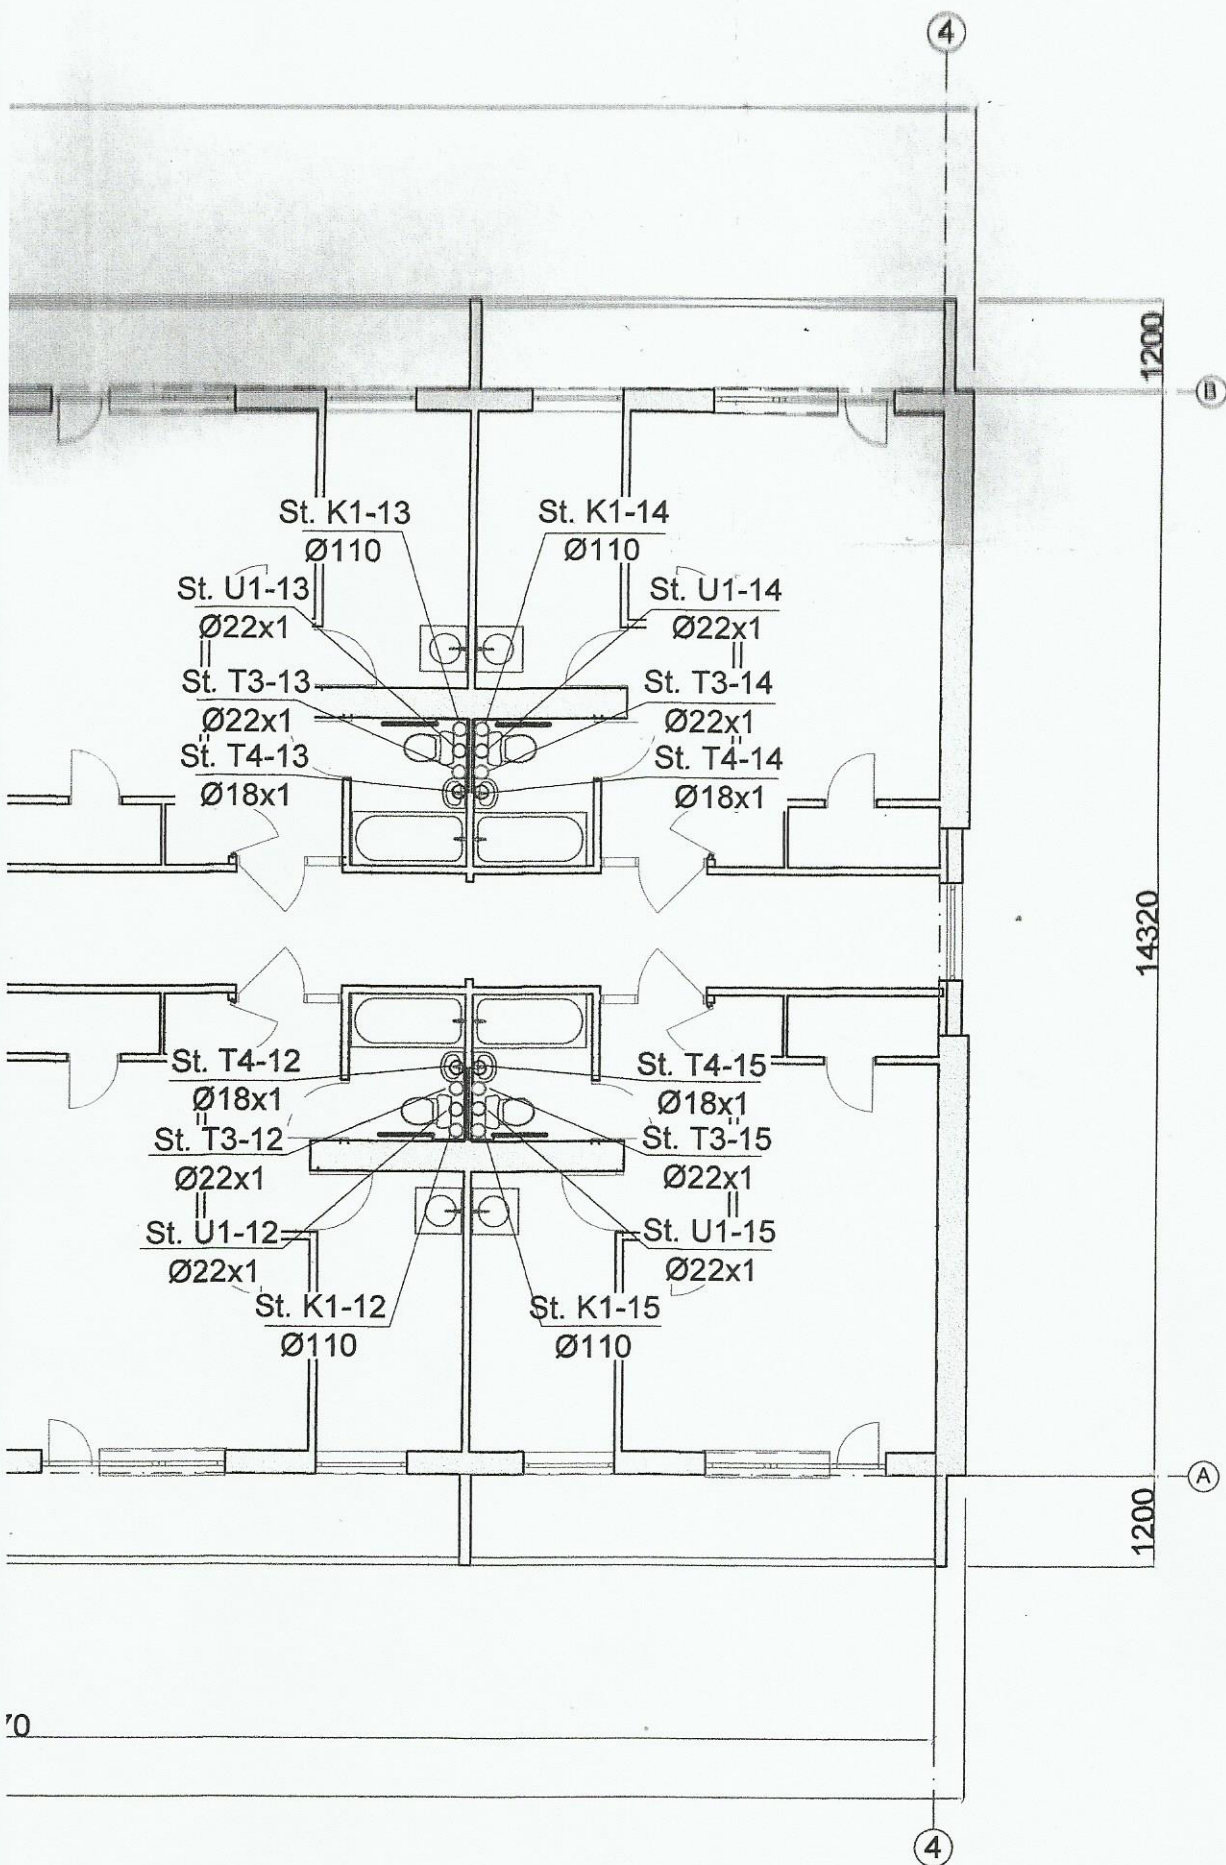 4
1200
B
St. K1-13
Ø110
St. K1-14
Ø110
St. U1-13
Ø22x1
St. U1-14
Ø22x1
St. T3-13
Ø22x1
St. T3-14
Ø22x1
St. T4-13
Ø18x1
St. T4-14
Ø18x1
14320
St. T4-12
Ø18x1
St. T4-15
Ø18x1
St. T3-12
Ø22x1
St. T3-15
Ø22x1
St. U1-12
Ø22x1
St. U1-15
Ø22x1
St. K1-12
Ø110
St. K1-15
Ø110
A
1200
70
4